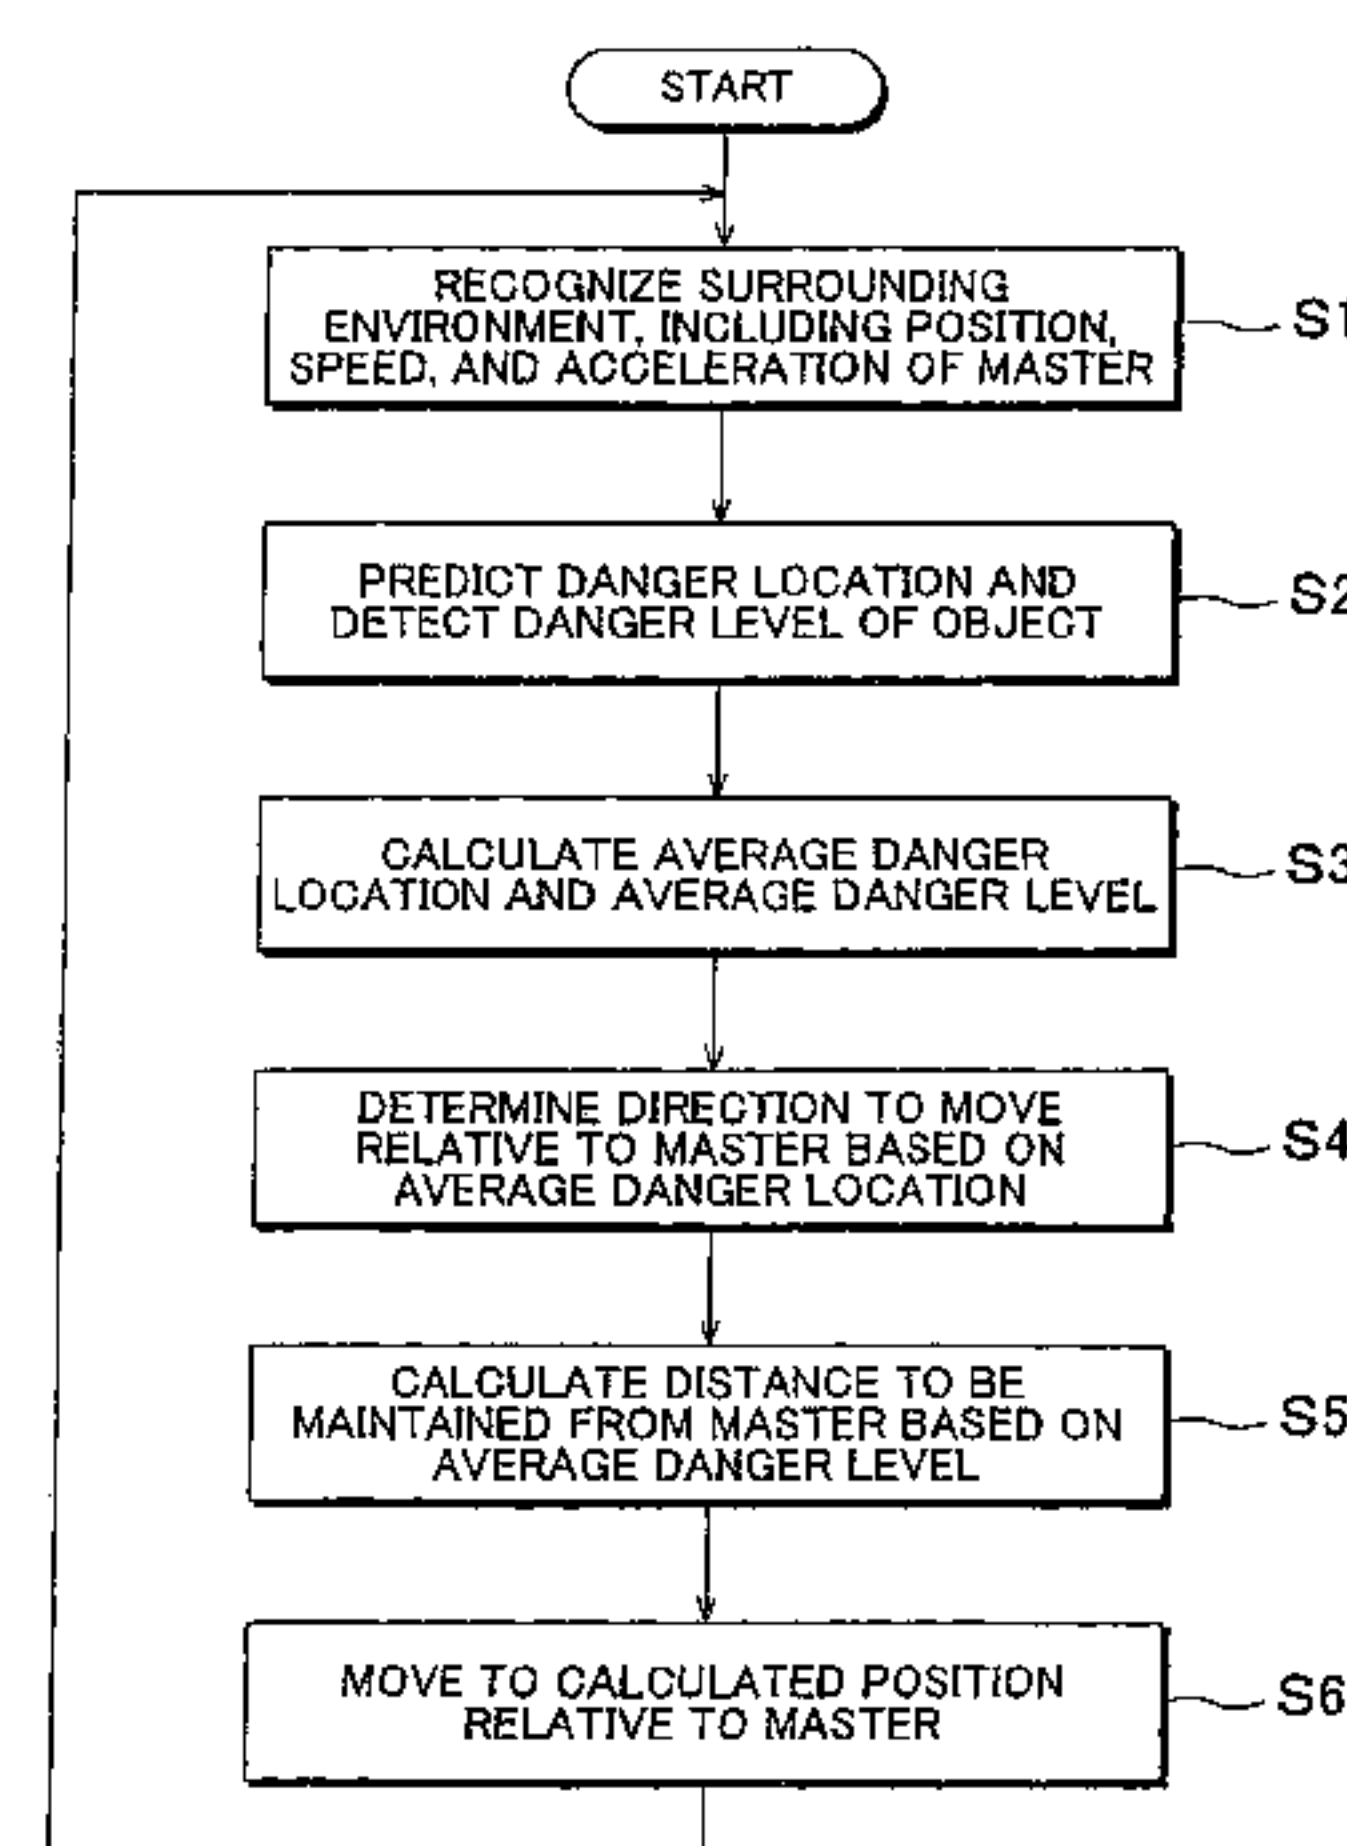 START
RECOGNIZE SURROUNDING
ENVIRONMENT, INCLUDING POSITION,
SPEED, AND ACCELERATION OF MASTER
S1
PREDICT DANGER LOCATION AND
DETECT DANGER LEVEL OF OBJECT
S2
CALCULATE AVERAGE DANGER
LOCATION AND AVERAGE DANGER LEVEL
S3
DETERMINE DIRECTION TO MOVE
RELATIVE TO MASTER BASED ON
AVERAGE DANGER LOCATION
S4
CALCULATE DISTANCE TO BE
MAINTAINED FROM MASTER BASED ON
AVERAGE DANGER LEVEL
S5
MOVE TO CALCULATED POSITION
RELATIVE TO MASTER
S6